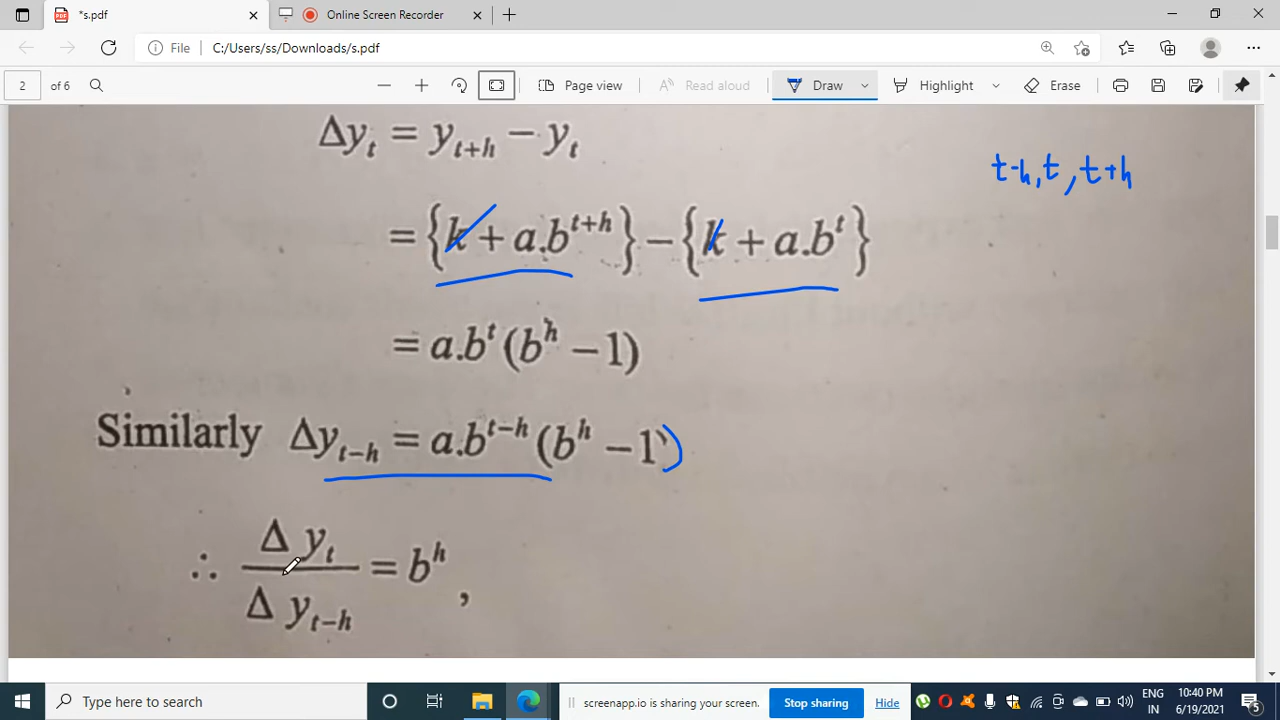 *s.pdf
Online Screen Recorder
File C:/Users/ss/Downloads/s.pdf
2 of 6 Page view Read aloud Draw Highlight Erase
Δy_t = y_{t+h} − y_t
t-h, t, t+h
= {k + a.b^{t+h}} − {k + a.b^t}
= a.b^t (b^h − 1)
Similarly Δy_{t−h} = a.b^{t−h} (b^h − 1)
∴ Δ y_t / Δ y_{t−h} = b^h ,
Type here to search
screenapp.io is sharing your screen. Stop sharing Hide
ENG 10:40 PM
IN 6/19/2021 5